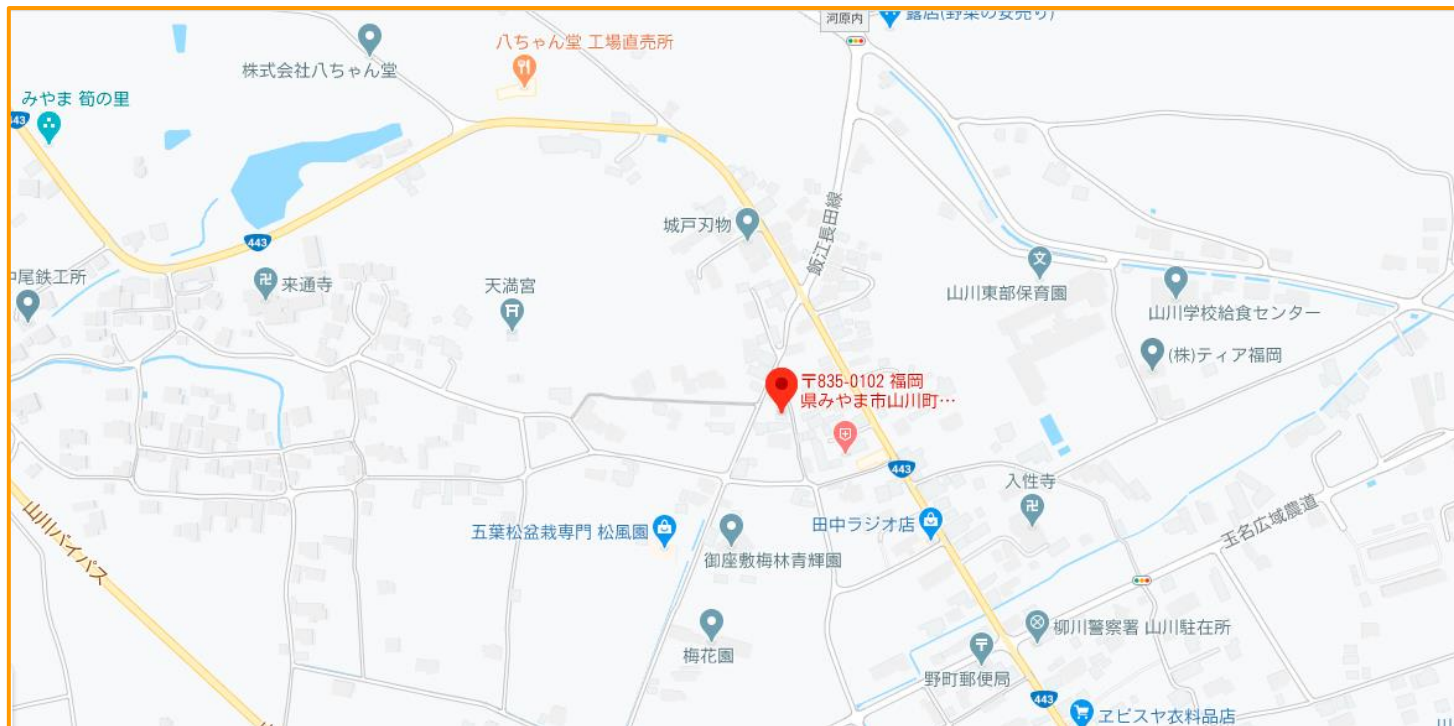 河原内
露店(野菜の安売り)
八ちゃん堂 工場直売所
株式会社八ちゃん堂
みやま 筍の里
443
城戸刃物
飯江長田線
443
来通寺
天満宮
中尾鉄工所
山川東部保育園
山川学校給食センター
(株)ティア福岡
〒835-0102 福岡
県みやま市山川町…
443
入性寺
田中ラジオ店
五葉松盆栽専門 松風園
御座敷梅林青輝園
玉名広域農道
山川バイパス
柳川警察署 山川駐在所
梅花園
野町郵便局
443
ヱビスヤ衣料品店